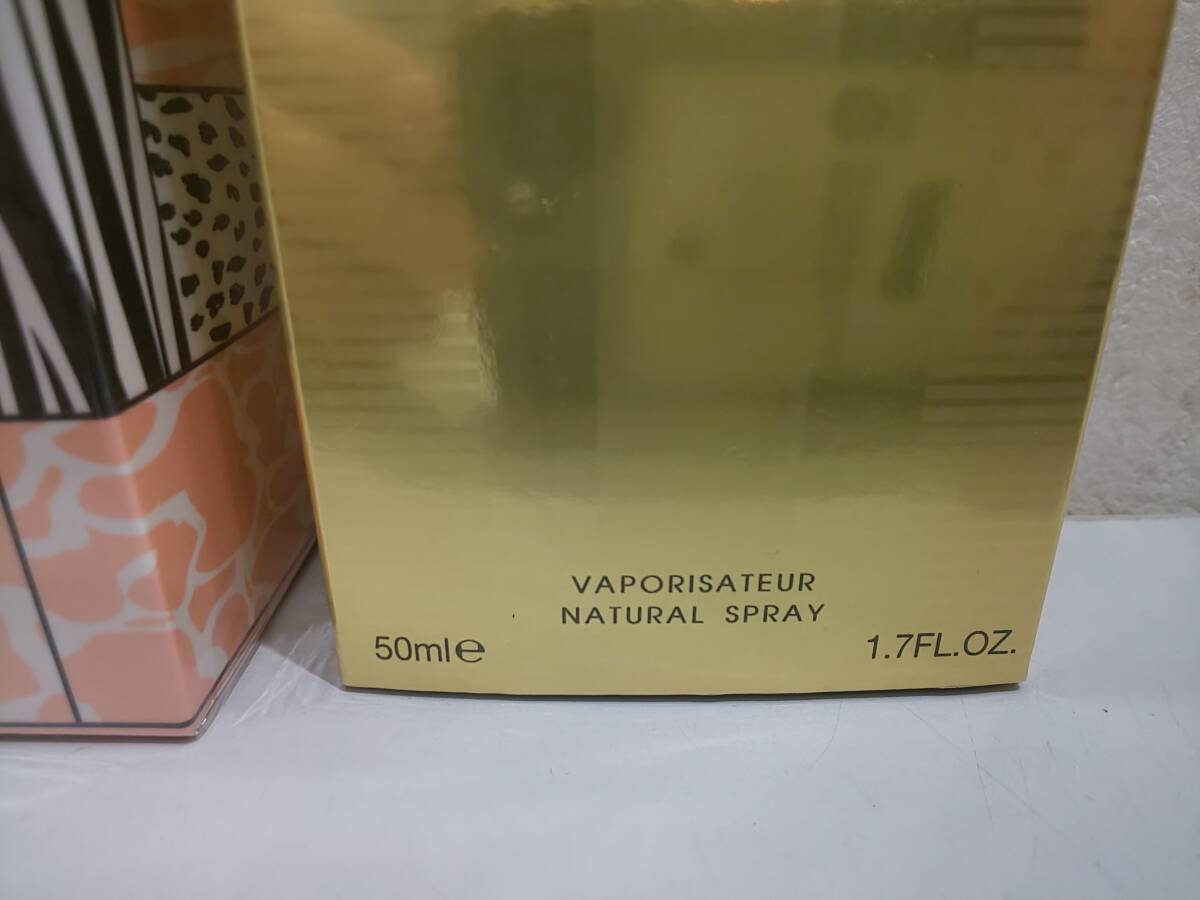 VAPORISATEUR
NATURAL SPRAY
50ml℮
1.7FL.OZ.